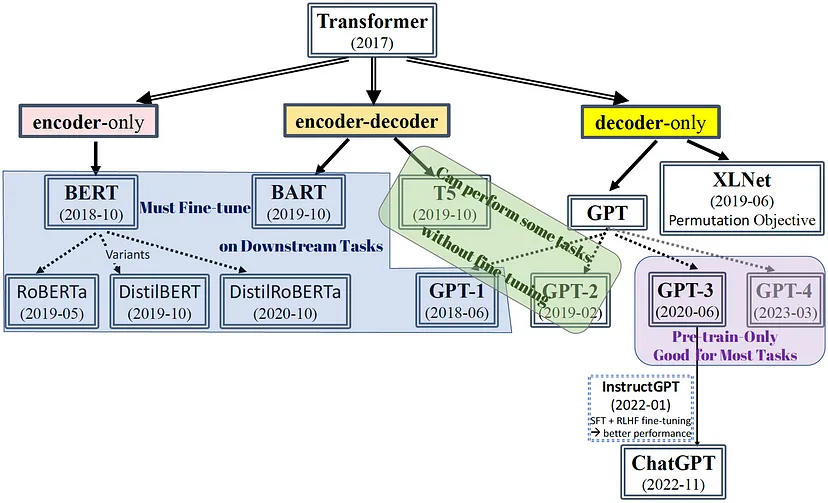 Transformer
(2017)
encoder-only
encoder-decoder
decoder-only
BERT
(2018-10)
Must Fine-tune
on Downstream Tasks
BART
(2019-10)
T5
(2019-10)
Can perform some tasks
without fine-tuning
GPT
XLNet
(2019-06)
Permutation Objective
Variants
RoBERTa
(2019-05)
DistilBERT
(2019-10)
DistilRoBERTa
(2020-10)
GPT-1
(2018-06)
GPT-2
(2019-02)
GPT-3
(2020-06)
GPT-4
(2023-03)
Pre-train-Only
Good for Most Tasks
InstructGPT
(2022-01)
SFT + RLHF fine-tuning
→ better performance
ChatGPT
(2022-11)